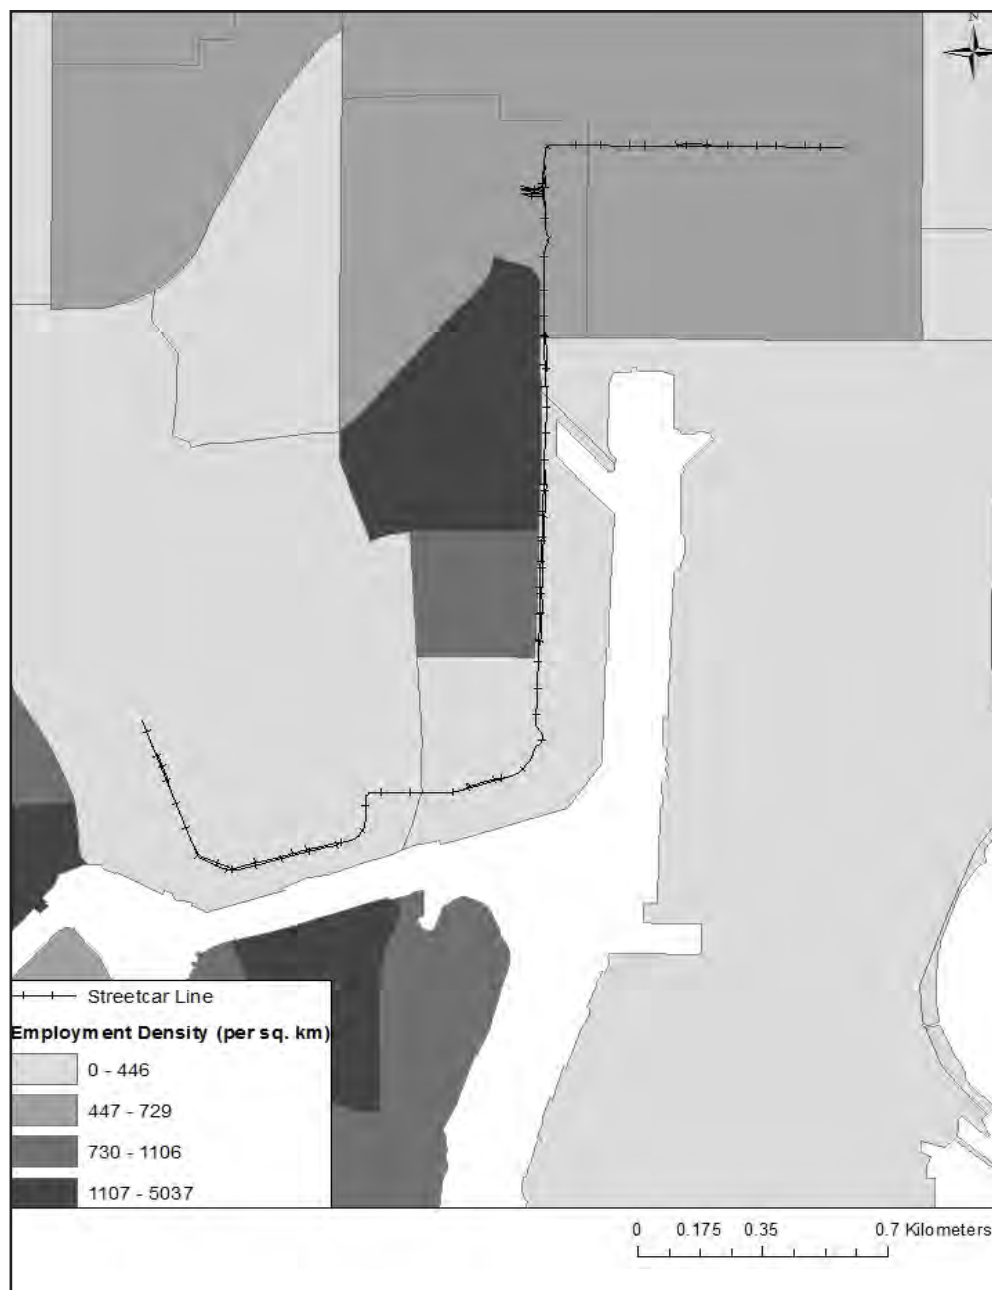 N
Streetcar Line
Employment Density (per sq. km)
0 - 446
447 - 729
730 - 1106
1107 - 5037
0 0.175 0.35 0.7 Kilometers